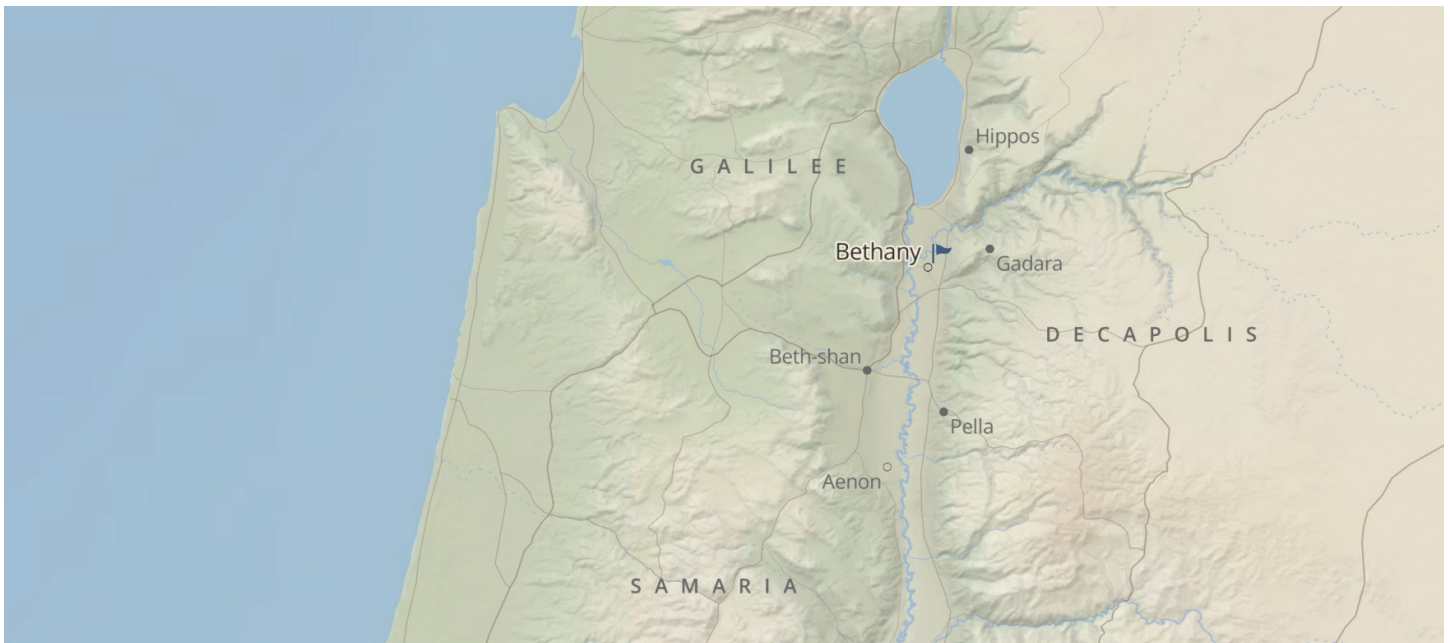 Hippos
GALILEE
Bethany
Gadara
DECAPOLIS
Beth-shan
Pella
Aenon
SAMARIA